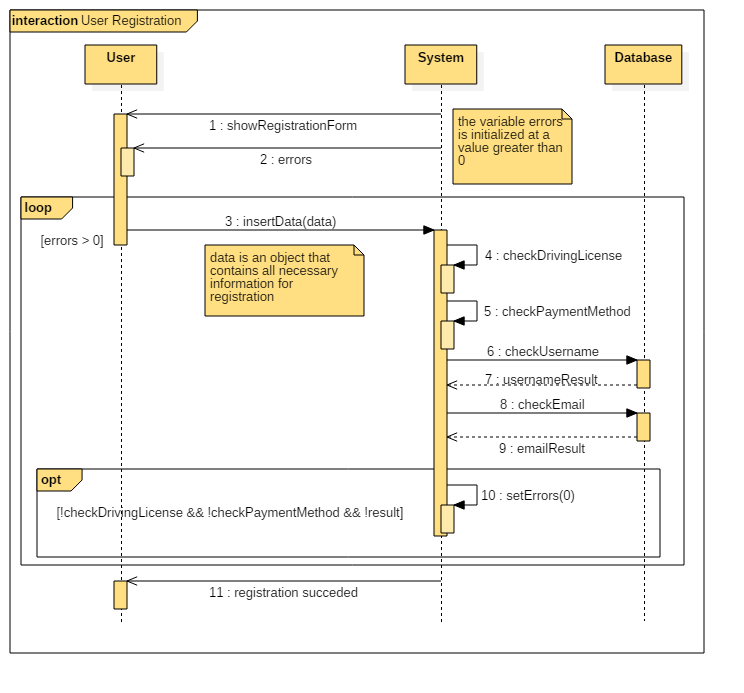 interaction User Registration
User
System
Database
1 : showRegistrationForm
the variable errors
is initialized at a
value greater than
0
2 : errors
loop
[errors > 0]
3 : insertData(data)
data is an object that
contains all necessary
information for
registration
4 : checkDrivingLicense
5 : checkPaymentMethod
6 : checkUsername
7 : usernameResult
8 : checkEmail
9 : emailResult
opt
[!checkDrivingLicense && !checkPaymentMethod && !result]
10 : setErrors(0)
11 : registration succeded